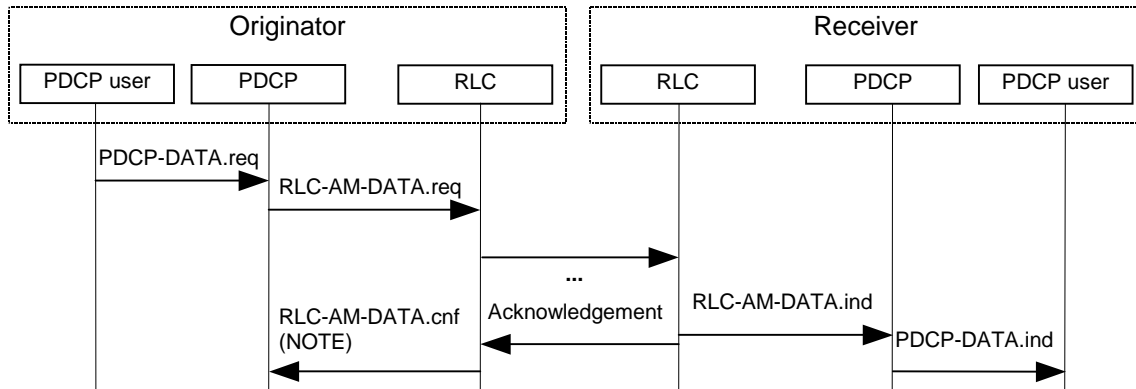 Originator
Receiver
PDCP user
PDCP
RLC
RLC
PDCP
PDCP user
PDCP-DATA.req
RLC-AM-DATA.req
...
RLC-AM-DATA.cnf
(NOTE)
Acknowledgement
RLC-AM-DATA.ind
PDCP-DATA.ind